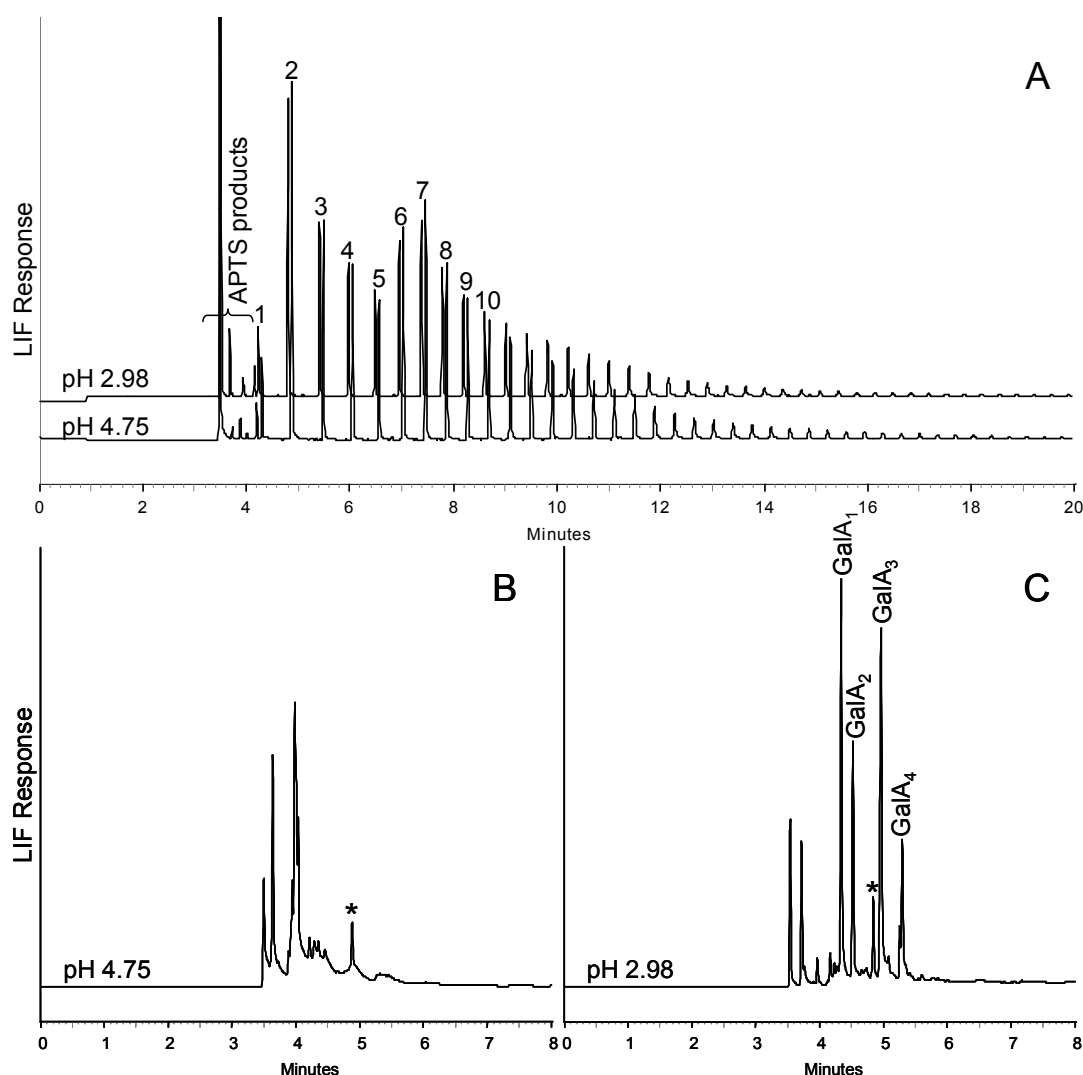 A
LIF Response
APTS products
1
2
3
4
5
6
7
8
9
10
pH 2.98
pH 4.75
0 2 4 6 8 10 12 14 16 18 20
Minutes
B
LIF Response
*
pH 4.75
0 1 2 3 4 5 6 7 8
Minutes
C
GalA1
GalA2
*
GalA3
GalA4
pH 2.98
0 1 2 3 4 5 6 7 8
Minutes